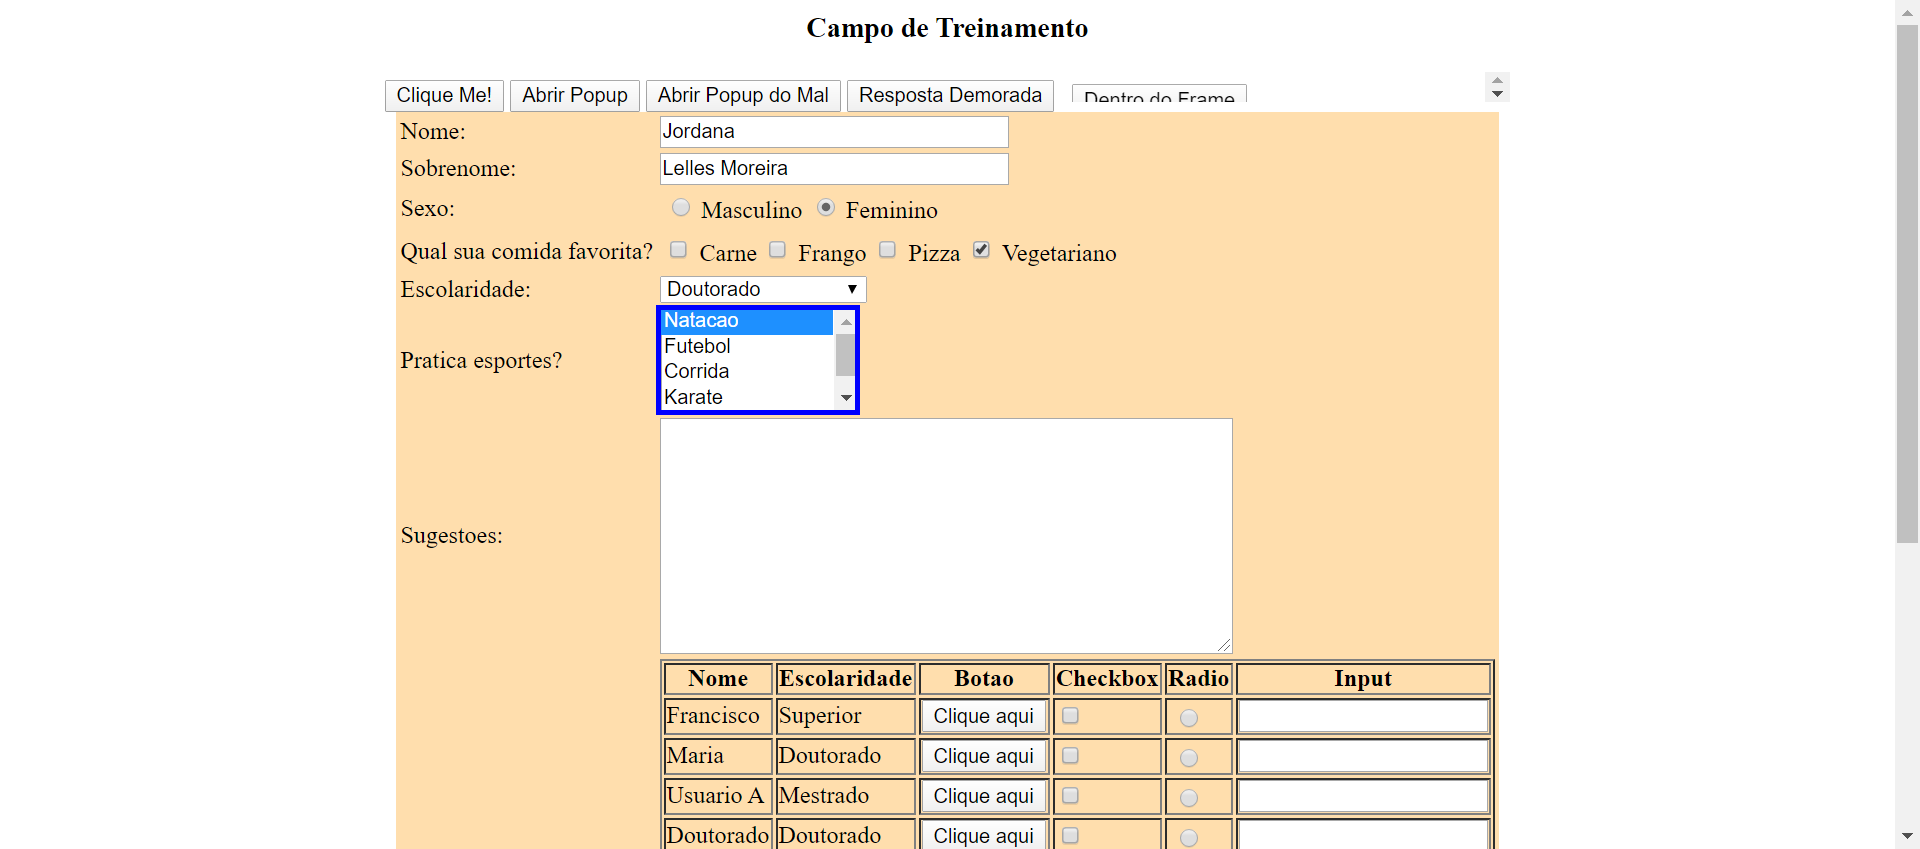 Campo de Treinamento
Clique Me! Abrir Popup Abrir Popup do Mal Resposta Demorada Dentro do Frame
Nome: Jordana
Sobrenome: Lelles Moreira
Sexo: Masculino Feminino
Qual sua comida favorita? Carne Frango Pizza Vegetariano
Escolaridade: Doutorado
Pratica esportes?
Natacao
Futebol
Corrida
Karate
Sugestoes:
Nome Escolaridade Botao Checkbox Radio Input
Francisco Superior Clique aqui
Maria Doutorado Clique aqui
Usuario A Mestrado Clique aqui
Doutorado Doutorado Clique aqui